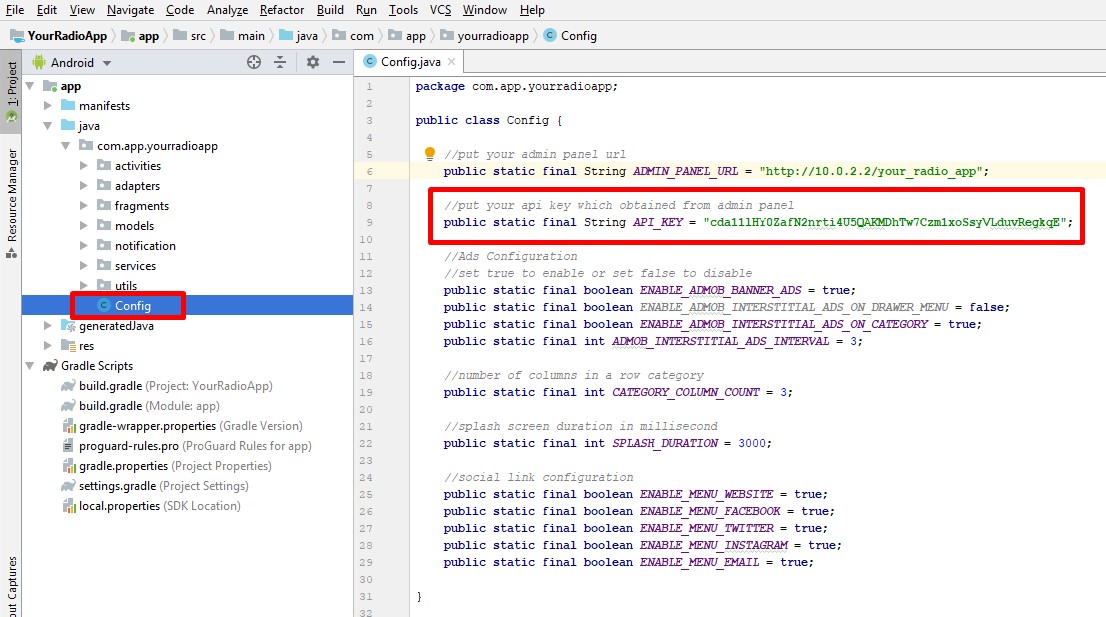 File Edit View Navigate Code Analyze Refactor Build Run Tools VCS Window Help
YourRadioApp app src main java com app yourradioapp Config
1: Project
Resource Manager
out Captures
Android
app
manifests
java
com.app.yourradioapp
activities
adapters
fragments
models
notification
services
utils
Config
generatedJava
res
Gradle Scripts
build.gradle (Project: YourRadioApp)
build.gradle (Module: app)
gradle-wrapper.properties (Gradle Version)
proguard-rules.pro (ProGuard Rules for app)
gradle.properties (Project Properties)
settings.gradle (Project Settings)
local.properties (SDK Location)
Config.java
1 package com.app.yourradioapp;
2
3 public class Config {
4
5 //put your admin panel url
6 public static final String ADMIN_PANEL_URL = "http://10.0.2.2/your_radio_app";
7
8 //put your api key which obtained from admin panel
9 public static final String API_KEY = "cda11lHY0ZafN2nrti4U5QAKMDhTw7Czm1xoSsyVLduvRegkqE";
10
11 //Ads Configuration
12 //set true to enable or set false to disable
13 public static final boolean ENABLE_ADMOB_BANNER_ADS = true;
14 public static final boolean ENABLE_ADMOB_INTERSTITIAL_ADS_ON_DRAWER_MENU = false;
15 public static final boolean ENABLE_ADMOB_INTERSTITIAL_ADS_ON_CATEGORY = true;
16 public static final int ADMOB_INTERSTITIAL_ADS_INTERVAL = 3;
17
18 //number of columns in a row category
19 public static final int CATEGORY_COLUMN_COUNT = 3;
20
21 //splash screen duration in millisecond
22 public static final int SPLASH_DURATION = 3000;
23
24 //social link configuration
25 public static final boolean ENABLE_MENU_WEBSITE = true;
26 public static final boolean ENABLE_MENU_FACEBOOK = true;
27 public static final boolean ENABLE_MENU_TWITTER = true;
28 public static final boolean ENABLE_MENU_INSTAGRAM = true;
29 public static final boolean ENABLE_MENU_EMAIL = true;
30
31 }
32